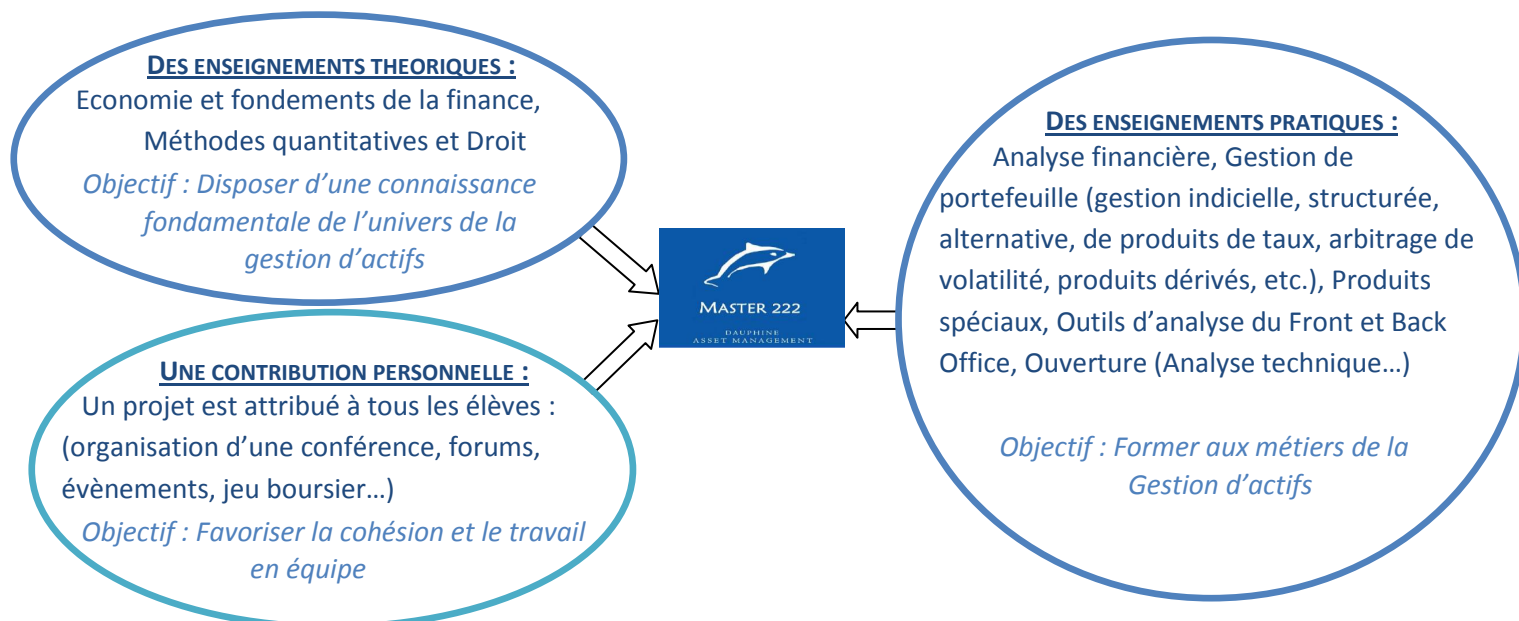 DES ENSEIGNEMENTS THEORIQUES :
Economie et fondements de la finance,
Méthodes quantitatives et Droit
Objectif : Disposer d’une connaissance
fondamentale de l’univers de la
gestion d’actifs
UNE CONTRIBUTION PERSONNELLE :
Un projet est attribué à tous les élèves :
(organisation d’une conférence, forums,
évènements, jeu boursier…)
Objectif : Favoriser la cohésion et le travail
en équipe
MASTER 222
DAUPHINE
ASSET MANAGEMENT
DES ENSEIGNEMENTS PRATIQUES :
Analyse financière, Gestion de
portefeuille (gestion indicielle, structurée,
alternative, de produits de taux, arbitrage de
volatilité, produits dérivés, etc.), Produits
spéciaux, Outils d’analyse du Front et Back
Office, Ouverture (Analyse technique…)
Objectif : Former aux métiers de la
Gestion d’actifs